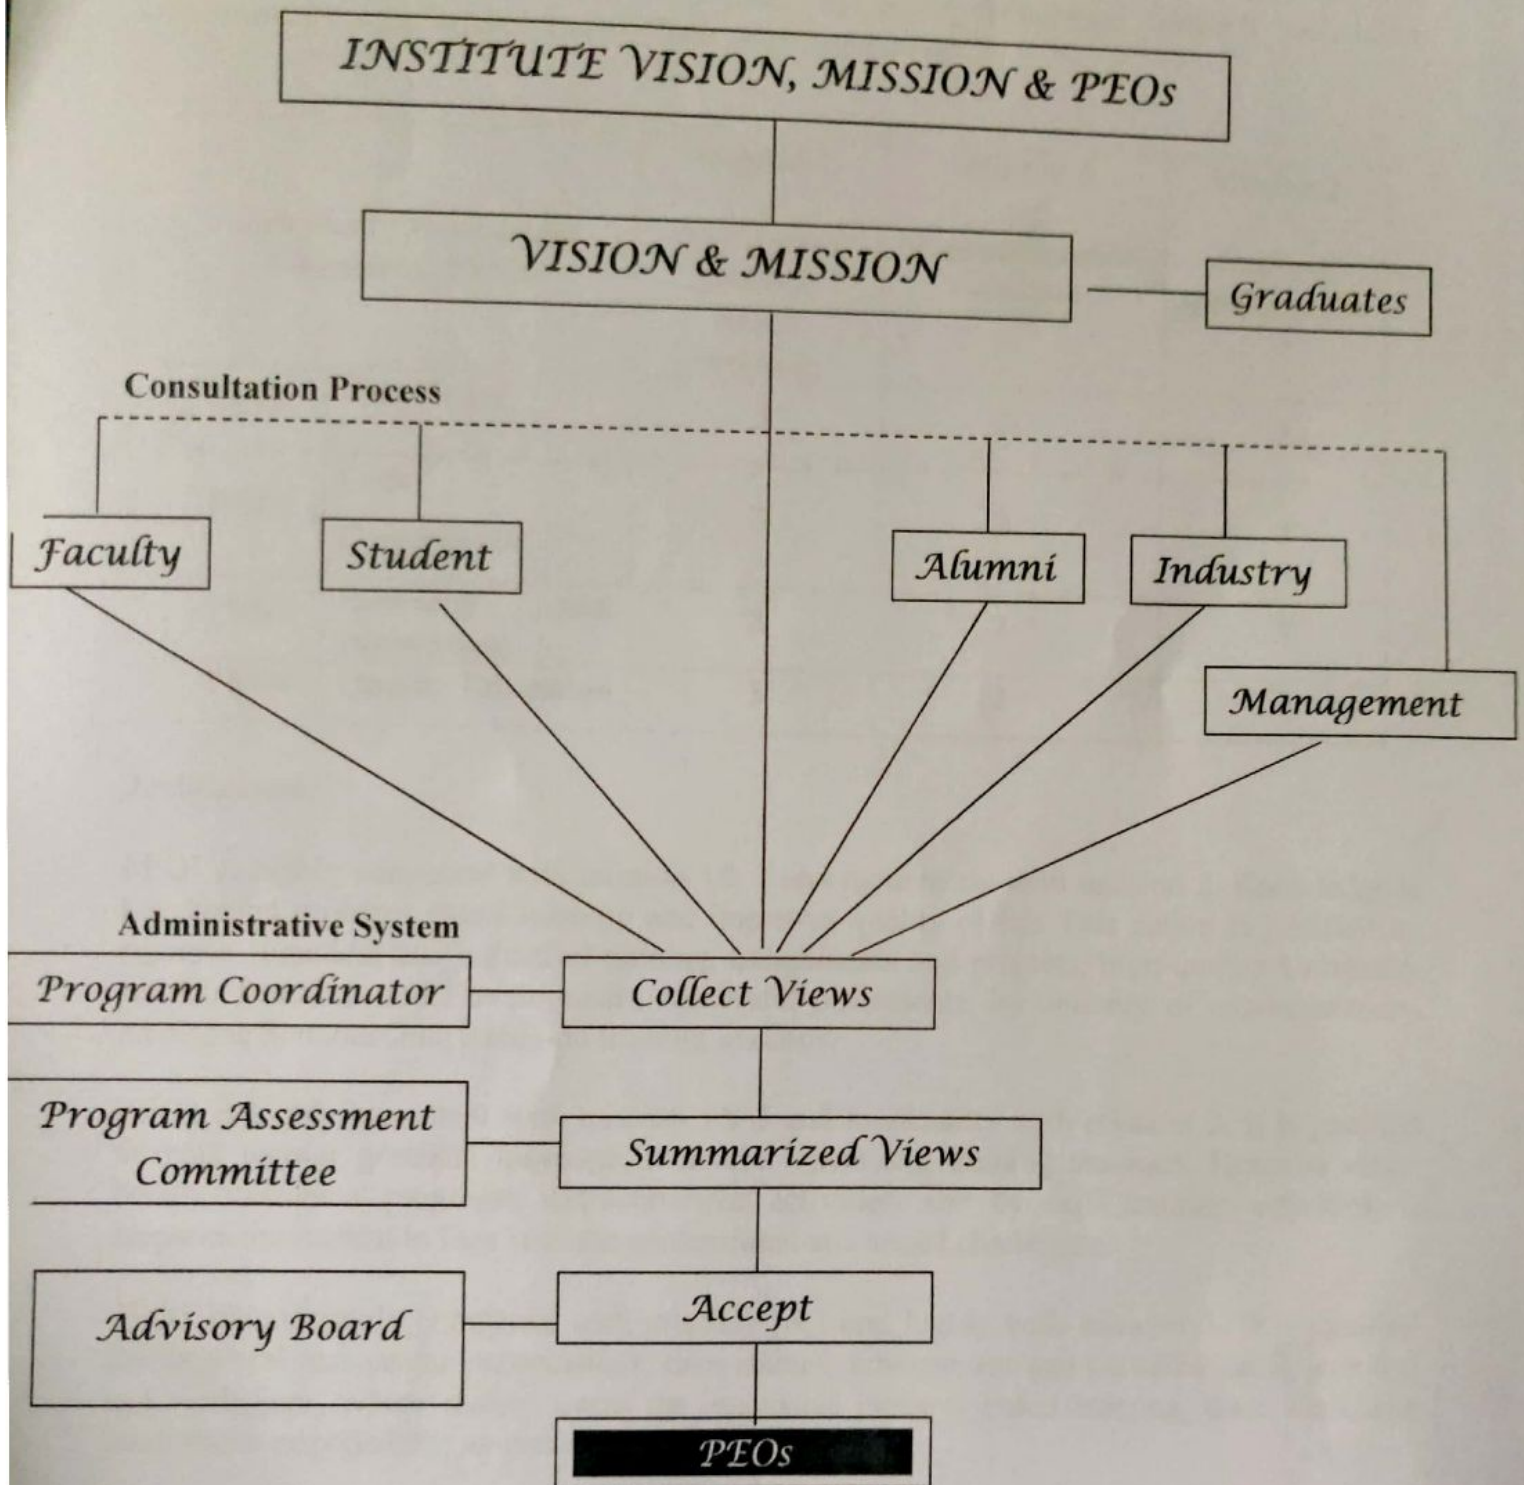 INSTITUTE VISION, MISSION & PEOs
VISION & MISSION
Graduates
Consultation Process
Faculty
Student
Alumni
Industry
Management
Administrative System
Program Coordinator
Collect Views
Program Assessment
Committee
Summarized Views
Advisory Board
Accept
PEOs